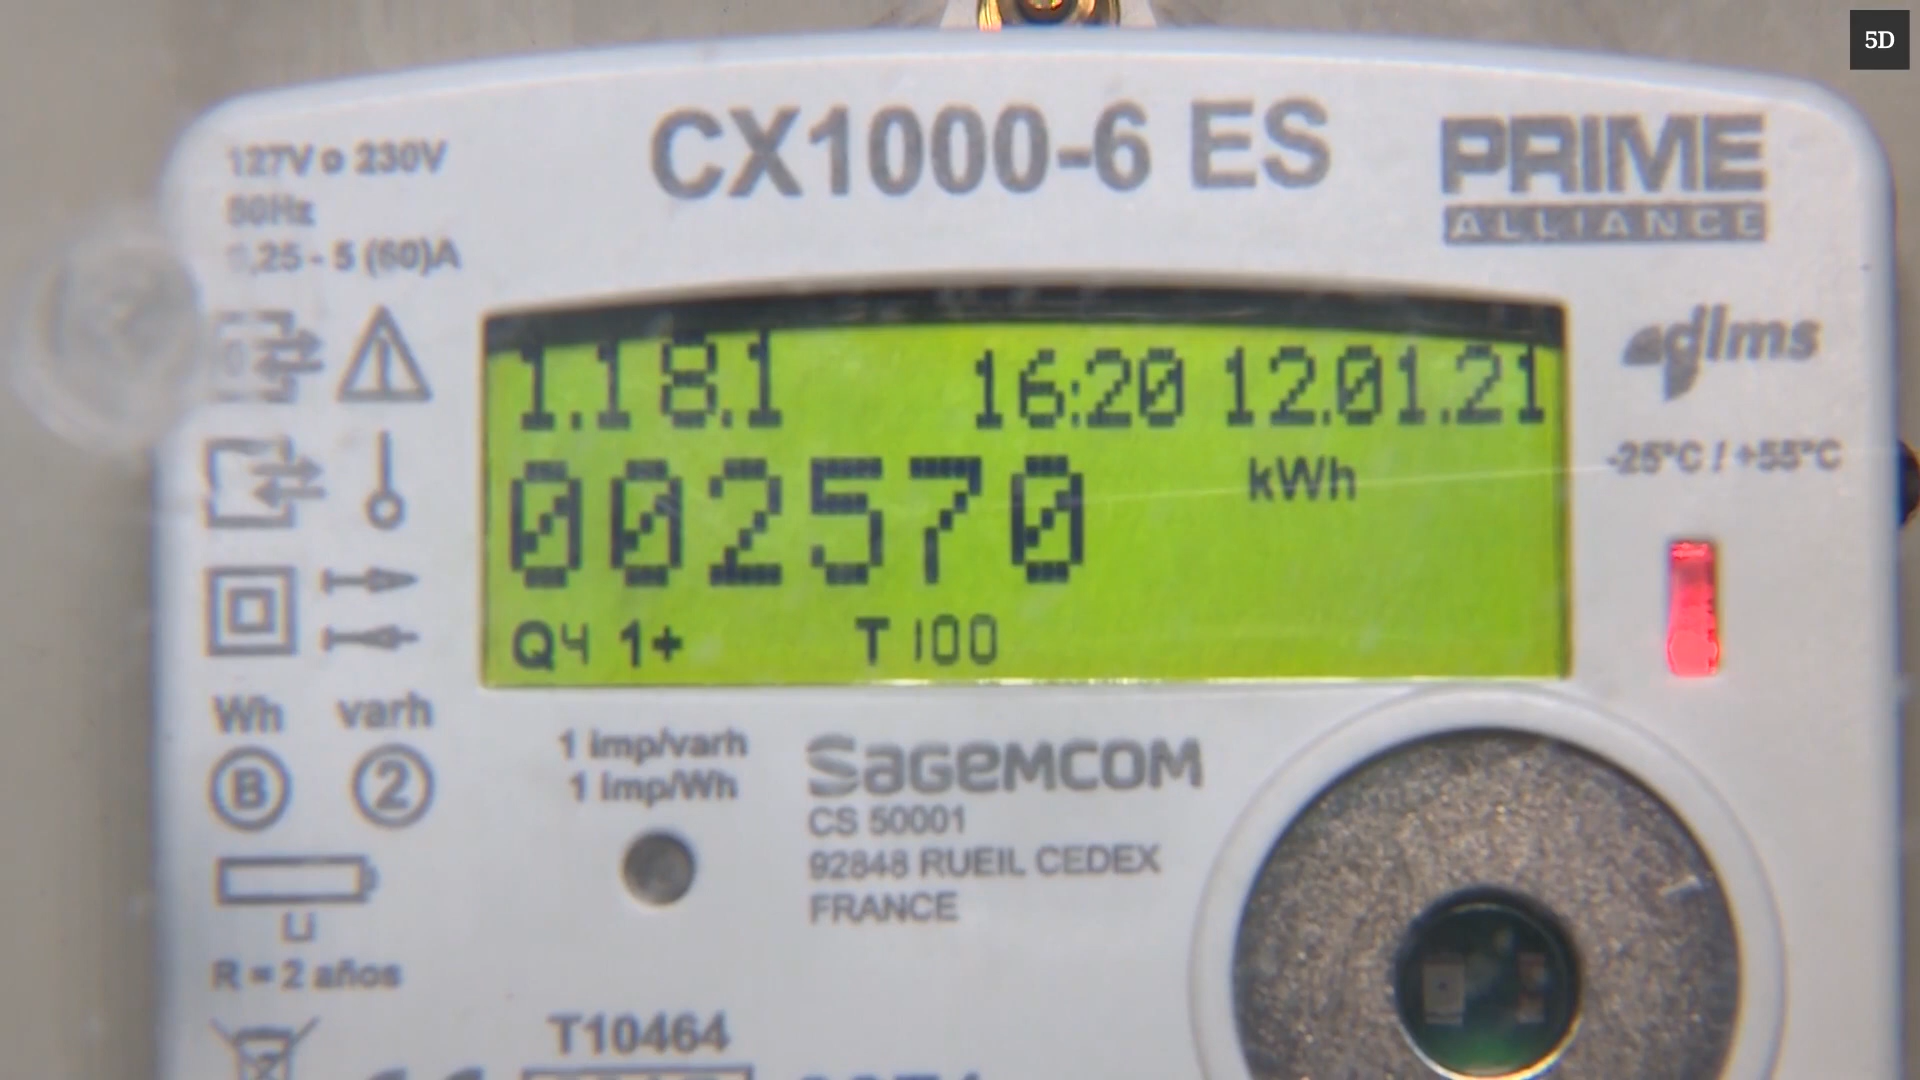 5D
CX1000-6 ES
PRIME
ALLIANCE
127V o 230V
50Hz
,25 - 5 (60)A
dlms
-25°C / +55°C
1.18.1 16:20 12.01.21
002570 kWh
Q4 1+ T 100
Wh varh
B 2
1 imp/varh
1 imp/Wh
SAGEMCOM
CS 50001
92848 RUEIL CEDEX
FRANCE
R = 2 años
T10464